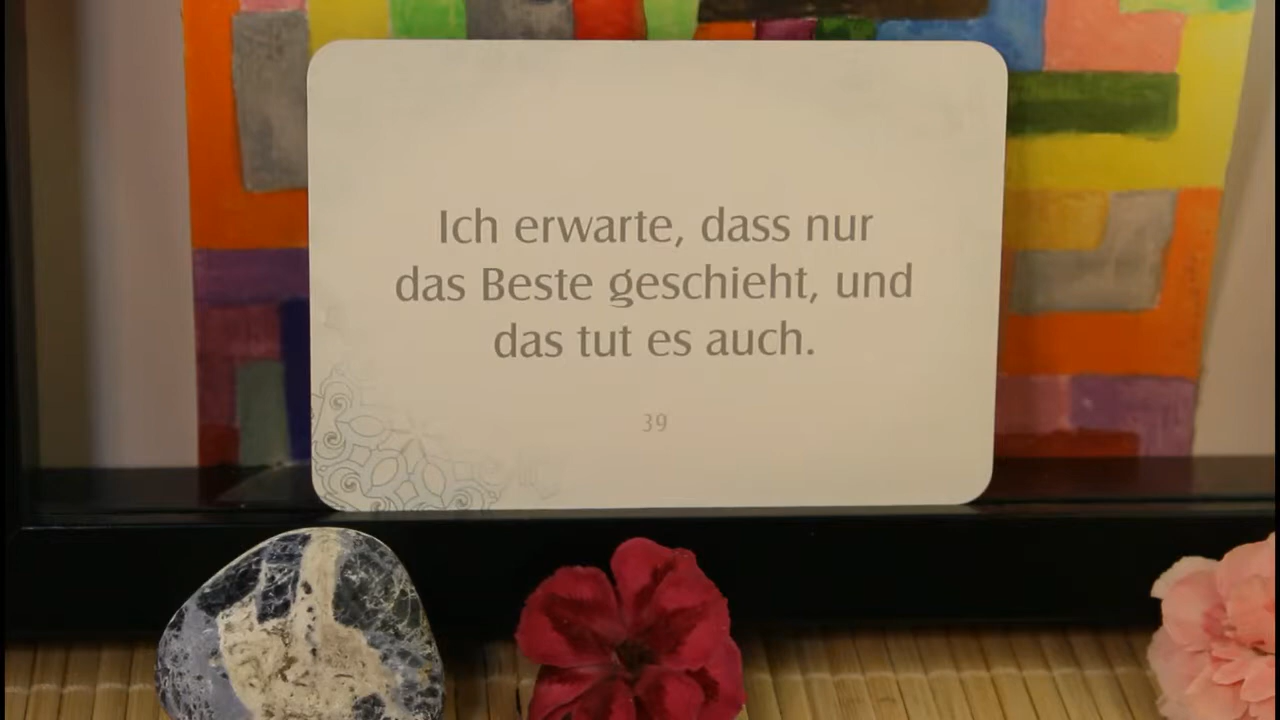 Ich erwarte, dass nur
das Beste geschieht, und
das tut es auch.
39